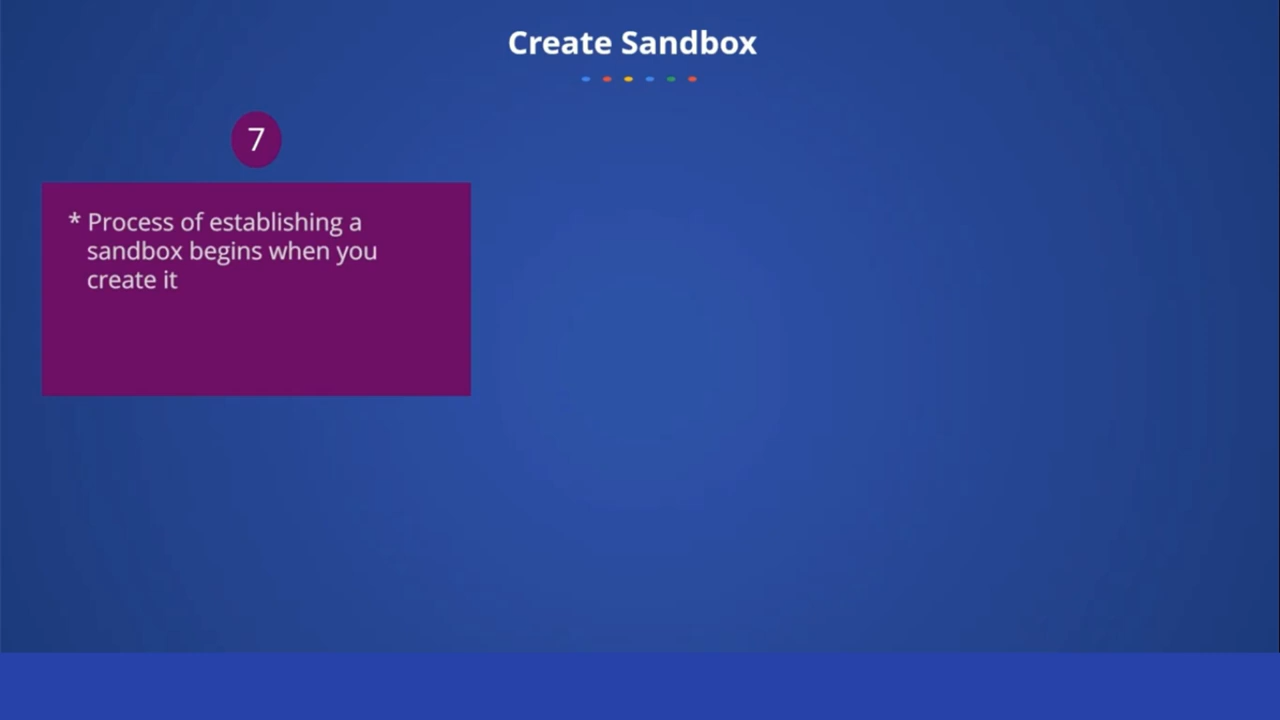 Create Sandbox
7
* Process of establishing a
sandbox begins when you
create it